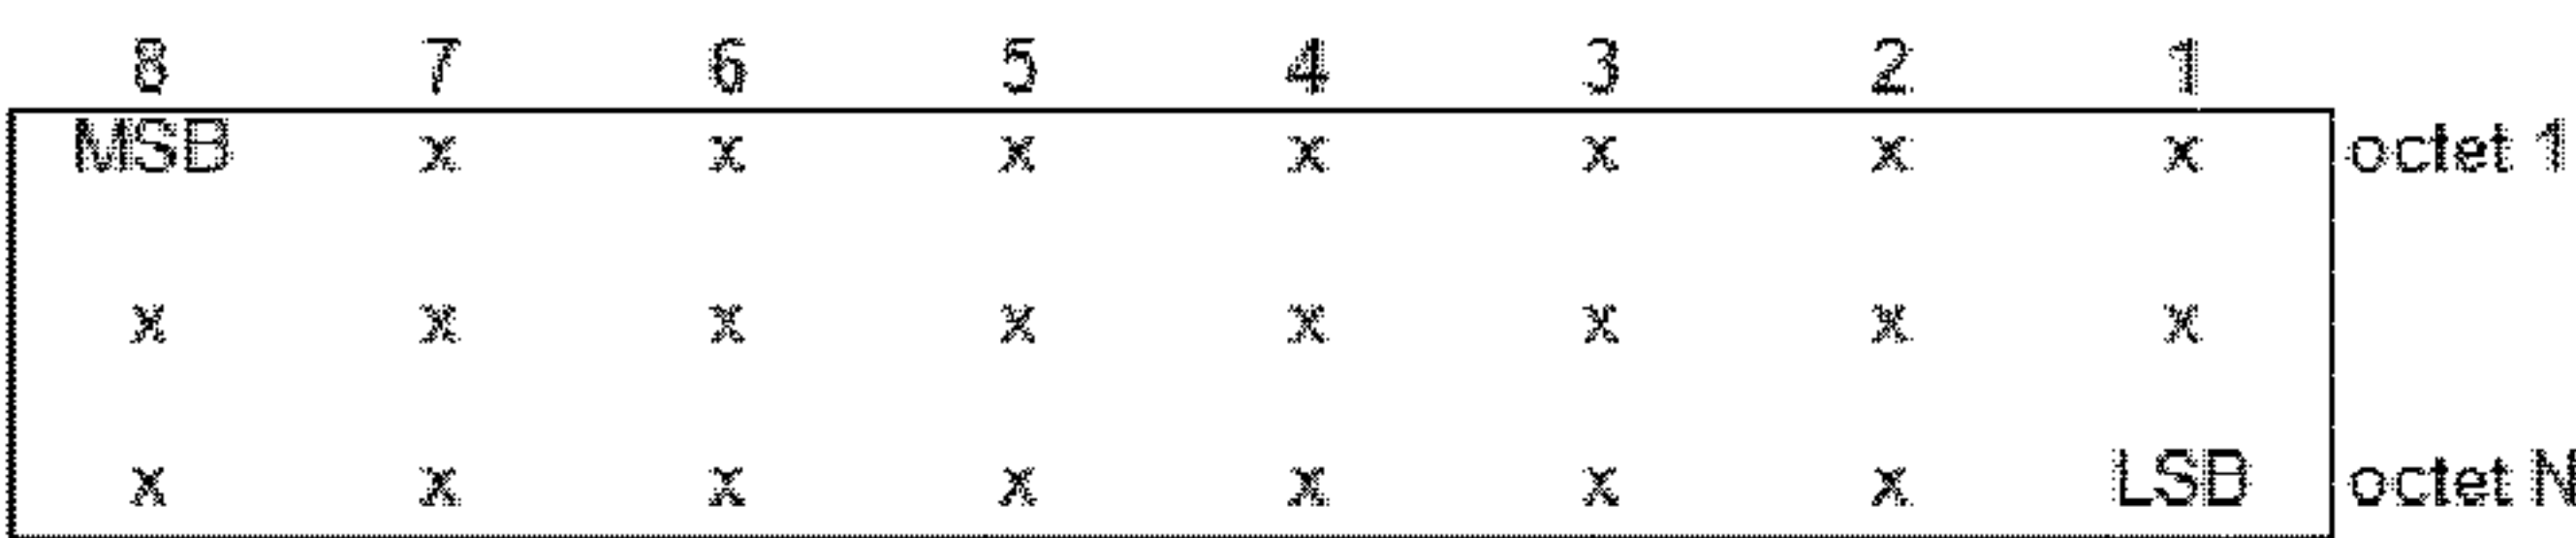 8 7 6 5 4 3 2 1
MSB x x x x x x x octet 1
x x x x x x x x
x x x x x x x LSB octet N